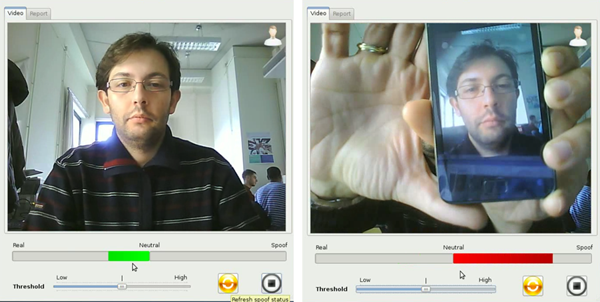 Video Report
Real Neutral Spoof
Threshold Low High
Refresh spoof status
Video Report
Real Neutral Spoof
Threshold Low High